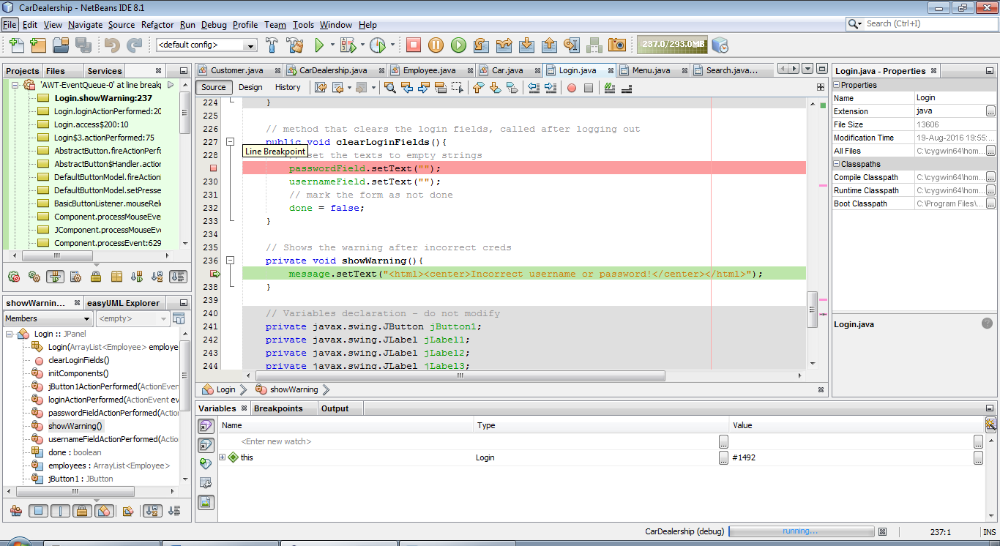 CarDealership - NetBeans IDE 8.1
File Edit View Navigate Source Refactor Run Debug Profile Team Tools Window Help
Search (Ctrl+I)
<default config>
237.0/293.0MB
Projects Files Services
'AWT-EventQueue-0' at line breakp
Login.showWarning:237
Login.loginActionPerformed:20
Login.access$200:10
Login$3.actionPerformed:75
AbstractButton.fireActionPerfo
AbstractButton$Handler.action
DefaultButtonModel.fireAction
DefaultButtonModel.setPresse
BasicButtonListener.mouseRele
Component.processMouseEve
JComponent.processMouseEve
Component.processEvent:629
showWarnin... easyUML Explorer
Members <empty>
Login :: JPanel
Login(ArrayList<Employee> employe
clearLoginFields()
initComponents()
jButton1ActionPerformed(ActionEven
loginActionPerformed(ActionEvent ev
passwordFieldActionPerformed(Actio
showWarning()
usernameFieldActionPerformed(Actio
done : boolean
employees : ArrayList<Employee>
jButton1 : JButton
Customer.java CarDealership.java Employee.java Car.java Login.java Menu.java Search.java...
Source Design History
224 }
225
226 // method that clears the login fields, called after logging out
227 public void clearLoginFields(){
Line Breakpoint
228 set the texts to empty strings
passwordField.setText("");
230 usernameField.setText("");
231 // mark the form as not done
232 done = false;
233 }
234
235 // Shows the warning after incorrect creds
236 private void showWarning(){
message.setText("<html><center>Incorrect username or password!</center></html>");
238 }
239
240 // Variables declaration - do not modify
241 private javax.swing.JButton jButton1;
242 private javax.swing.JLabel jLabel1;
243 private javax.swing.JLabel jLabel2;
244 private javax.swing.JLabel jLabel3;
Login showWarning
Variables Breakpoints Output
Name Type Value
<Enter new watch>
this Login #1492
Login.java - Properties
Properties
Name Login
Extension java
File Size 13606
Modification Time 19-Aug-2016 19:55:...
All Files C:\cygwin64\hom...
Classpaths
Compile Classpath C:\cygwin64\hom...
Runtime Classpath C:\cygwin64\hom...
Boot Classpath C:\Program Files\...
Login.java
CarDealership (debug) running... 237:1 INS